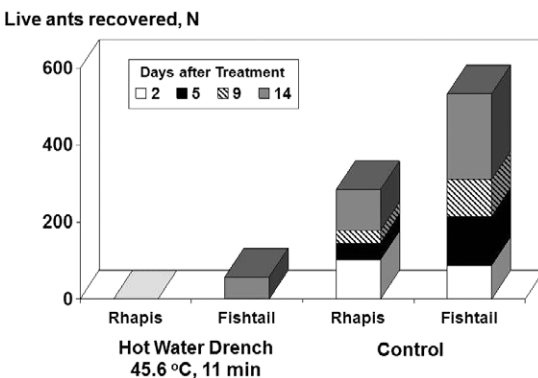 Live ants recovered, N
600
Days after Treatment
2 5 9 14
400
200
0
Rhapis Fishtail Rhapis Fishtail
Hot Water Drench Control
45.6 ºC, 11 min